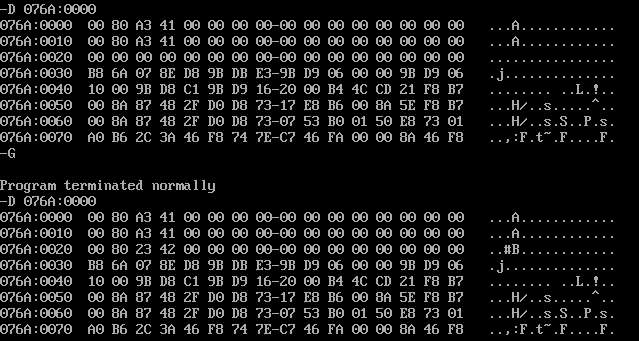 -D 076A:0000
076A:0000  00 80 A3 41 00 00 00 00-00 00 00 00 00 00 00 00   ...A............
076A:0010  00 80 A3 41 00 00 00 00-00 00 00 00 00 00 00 00   ...A............
076A:0020  00 00 00 00 00 00 00 00-00 00 00 00 00 00 00 00   ................
076A:0030  B8 6A 07 8E D8 9B DB E3-9B D9 06 00 00 9B D9 06   .j..............
076A:0040  10 00 9B D8 C1 9B D9 16-20 00 B4 4C CD 21 F8 B7   ........ ..L.!..
076A:0050  00 8A 87 48 2F D0 D8 73-17 E8 B6 00 8A 5E F8 B7   ...H/..s.....^..
076A:0060  00 8A 87 48 2F D0 D8 73-07 53 B0 01 50 E8 73 01   ...H/..s.S..P.s.
076A:0070  A0 B6 2C 3A 46 F8 74 7E-C7 46 FA 00 00 8A 46 F8   ..,:F.t~.F....F.
-G
Program terminated normally
-D 076A:0000
076A:0000  00 80 A3 41 00 00 00 00-00 00 00 00 00 00 00 00   ...A............
076A:0010  00 80 A3 41 00 00 00 00-00 00 00 00 00 00 00 00   ...A............
076A:0020  00 80 23 42 00 00 00 00-00 00 00 00 00 00 00 00   ..#B............
076A:0030  B8 6A 07 8E D8 9B DB E3-9B D9 06 00 00 9B D9 06   .j..............
076A:0040  10 00 9B D8 C1 9B D9 16-20 00 B4 4C CD 21 F8 B7   ........ ..L.!..
076A:0050  00 8A 87 48 2F D0 D8 73-17 E8 B6 00 8A 5E F8 B7   ...H/..s.....^..
076A:0060  00 8A 87 48 2F D0 D8 73-07 53 B0 01 50 E8 73 01   ...H/..s.S..P.s.
076A:0070  A0 B6 2C 3A 46 F8 74 7E-C7 46 FA 00 00 8A 46 F8   ..,:F.t~.F....F.